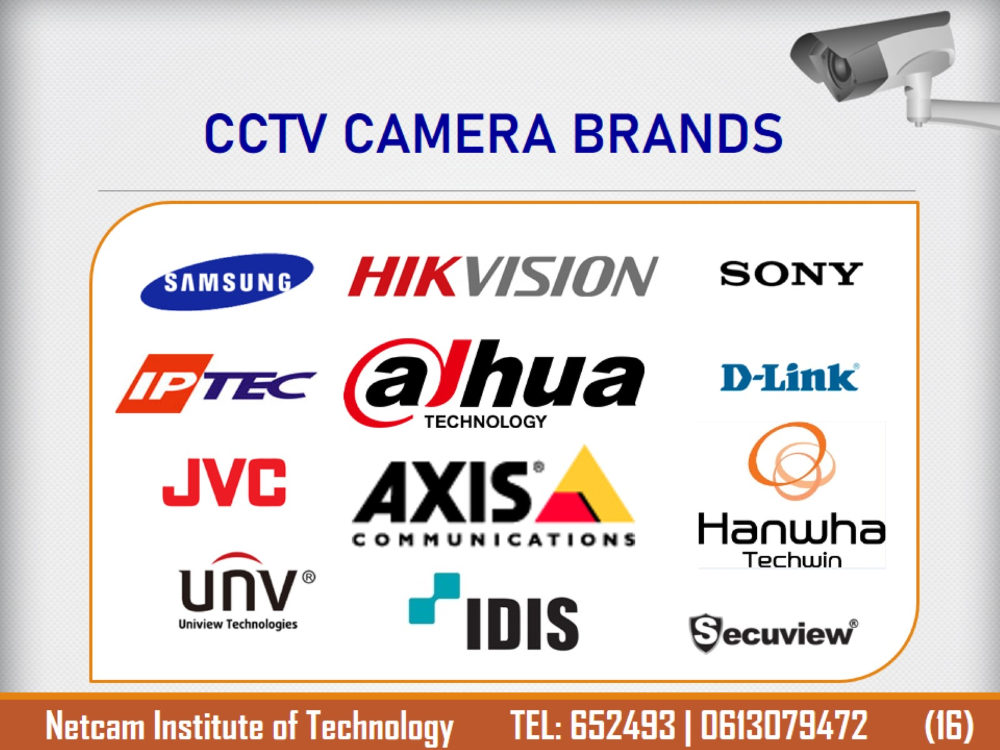 CCTV CAMERA BRANDS
SAMSUNG
HIKVISION
SONY
IPTEC
alhua
TECHNOLOGY
D-Link®
JVC
AXIS®
COMMUNICATIONS
Hanwha
Techwin
unv®
Uniview Technologies
IDIS
Secuview®
Netcam Institute of Technology TEL: 652493 | 0613079472 (16)